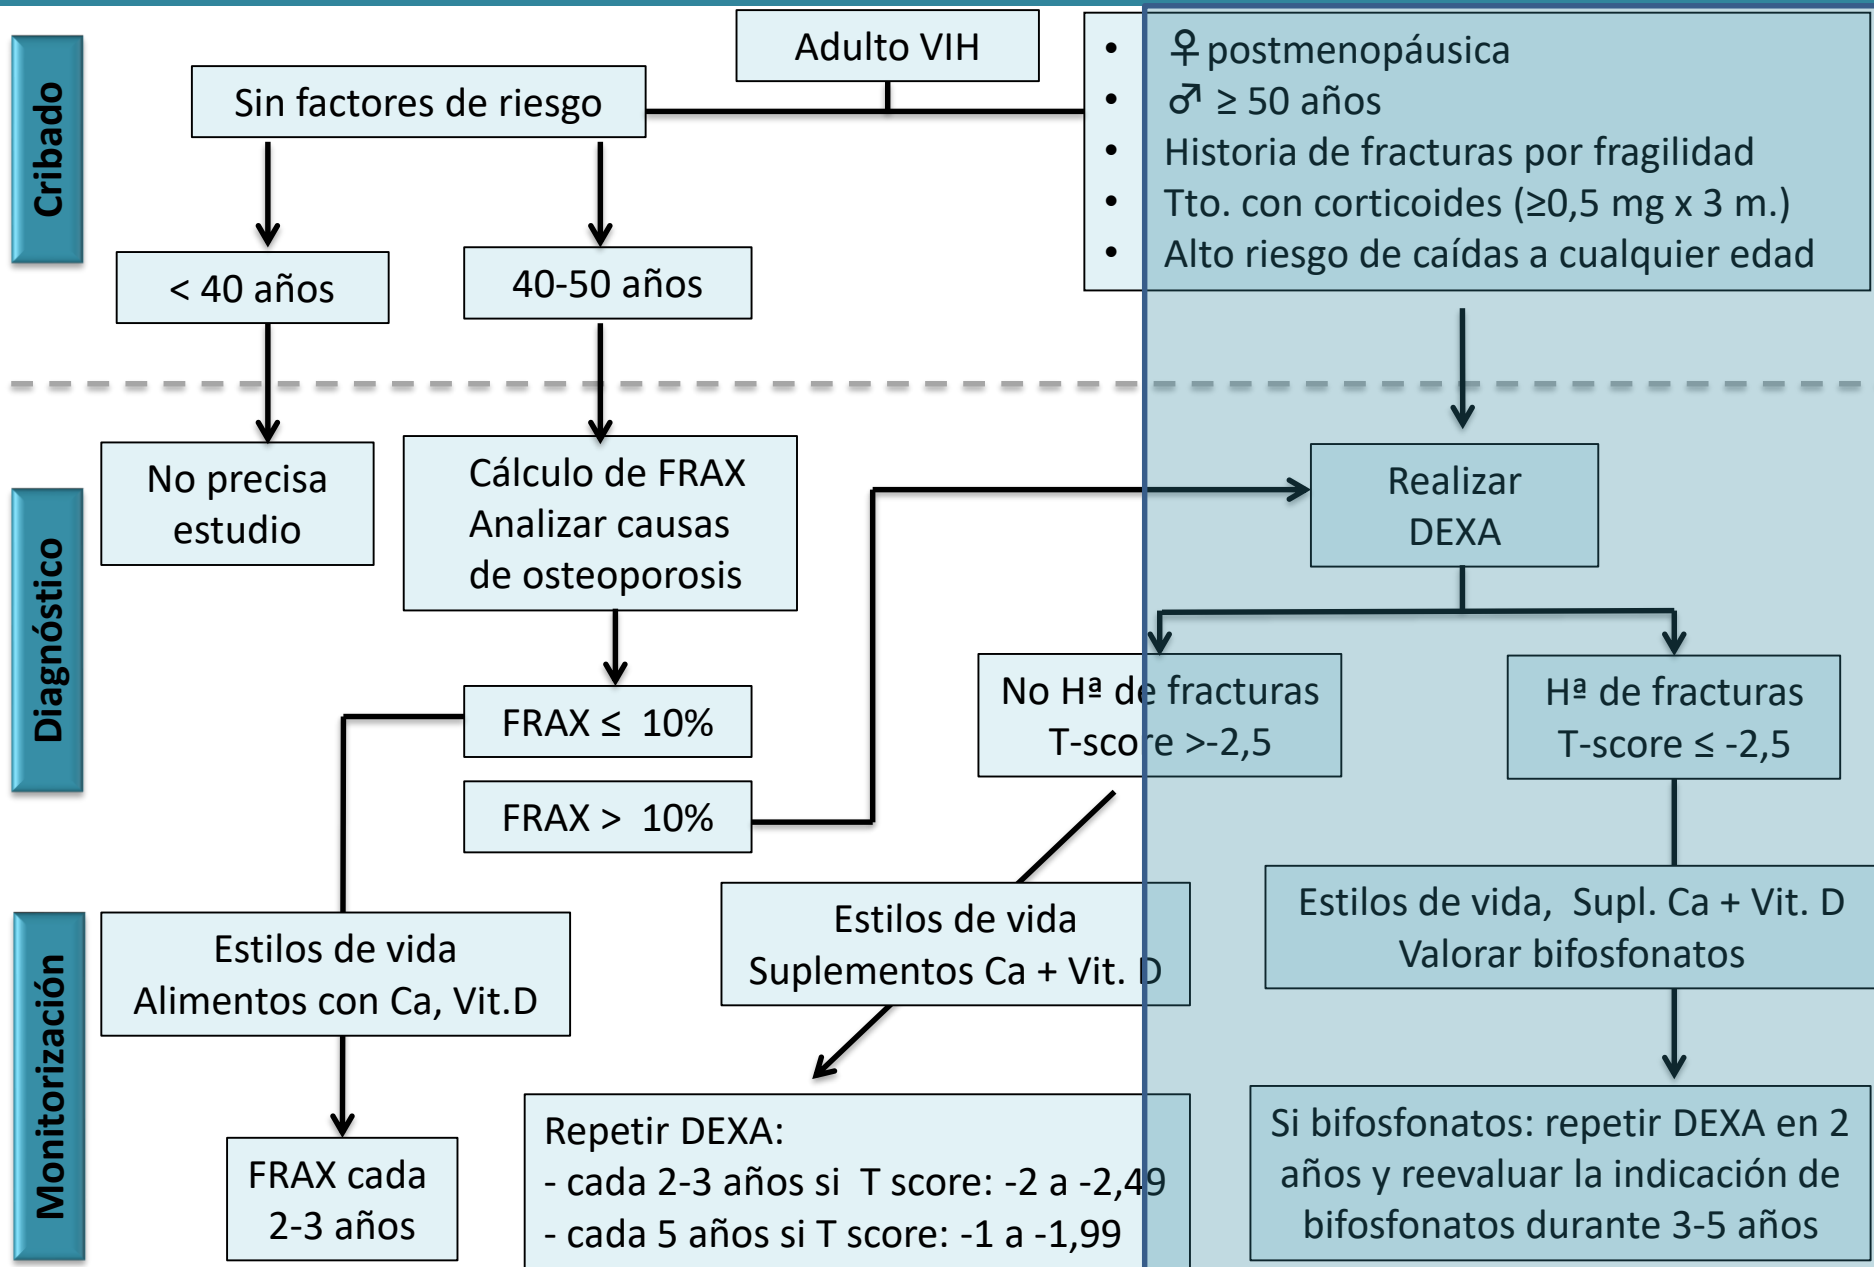 Cribado
Adulto VIH
Sin factores de riesgo
• ♀ postmenopáusica
• ♂ ≥ 50 años
• Historia de fracturas por fragilidad
• Tto. con corticoides (≥0,5 mg x 3 m.)
• Alto riesgo de caídas a cualquier edad
< 40 años
40-50 años
Diagnóstico
No precisa
estudio
Cálculo de FRAX
Analizar causas
de osteoporosis
Realizar
DEXA
FRAX ≤ 10%
FRAX > 10%
No Hª de fracturas
T-score >-2,5
Hª de fracturas
T-score ≤ -2,5
Monitorización
Estilos de vida
Alimentos con Ca, Vit.D
Estilos de vida
Suplementos Ca + Vit. D
Estilos de vida, Supl. Ca + Vit. D
Valorar bifosfonatos
FRAX cada
2-3 años
Repetir DEXA:
- cada 2-3 años si T score: -2 a -2,49
- cada 5 años si T score: -1 a -1,99
Si bifosfonatos: repetir DEXA en 2
años y reevaluar la indicación de
bifosfonatos durante 3-5 años